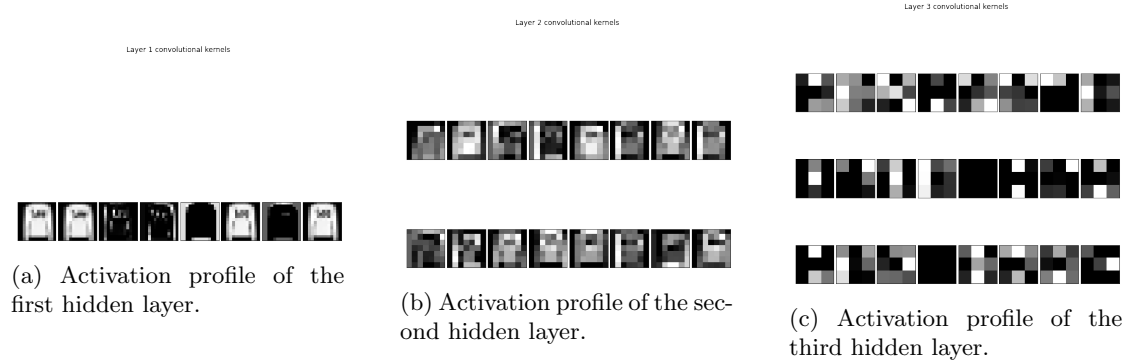 Layer 1 convolutional kernels
(a) Activation profile of the
first hidden layer.
Layer 2 convolutional kernels
(b) Activation profile of the sec-
ond hidden layer.
Layer 3 convolutional kernels
(c) Activation profile of the
third hidden layer.